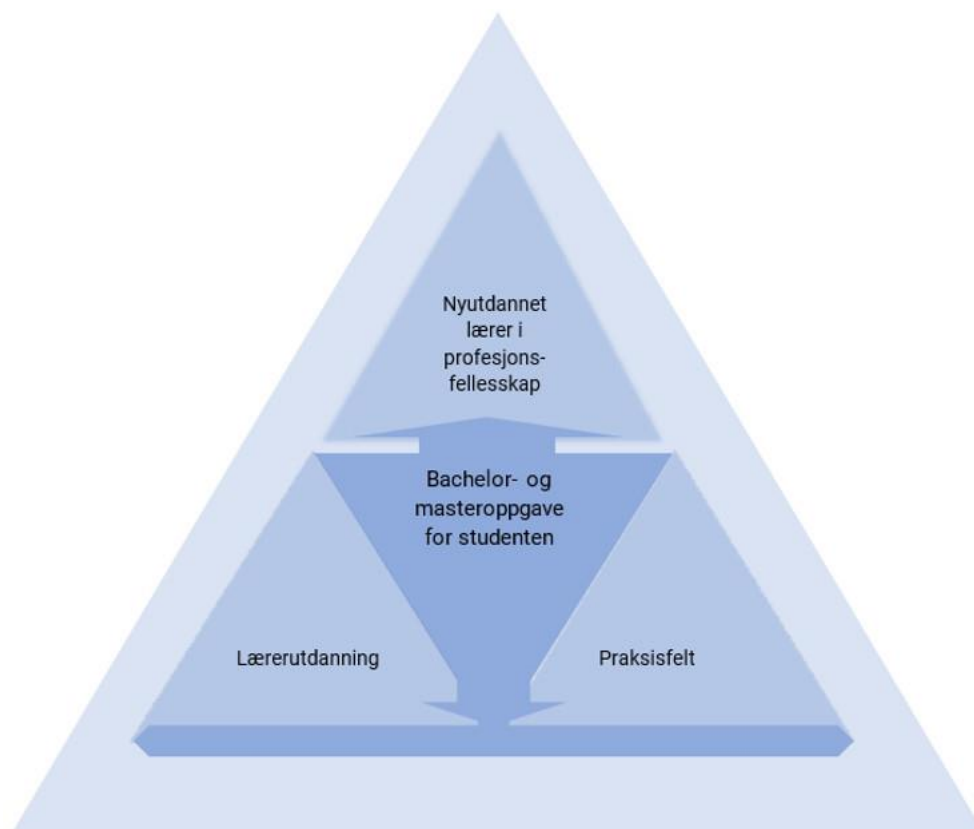 Nyutdannet
lærer i
profesjons-
fellesskap
Bachelor- og
masteroppgave
for studenten
Lærerutdanning
Praksisfelt